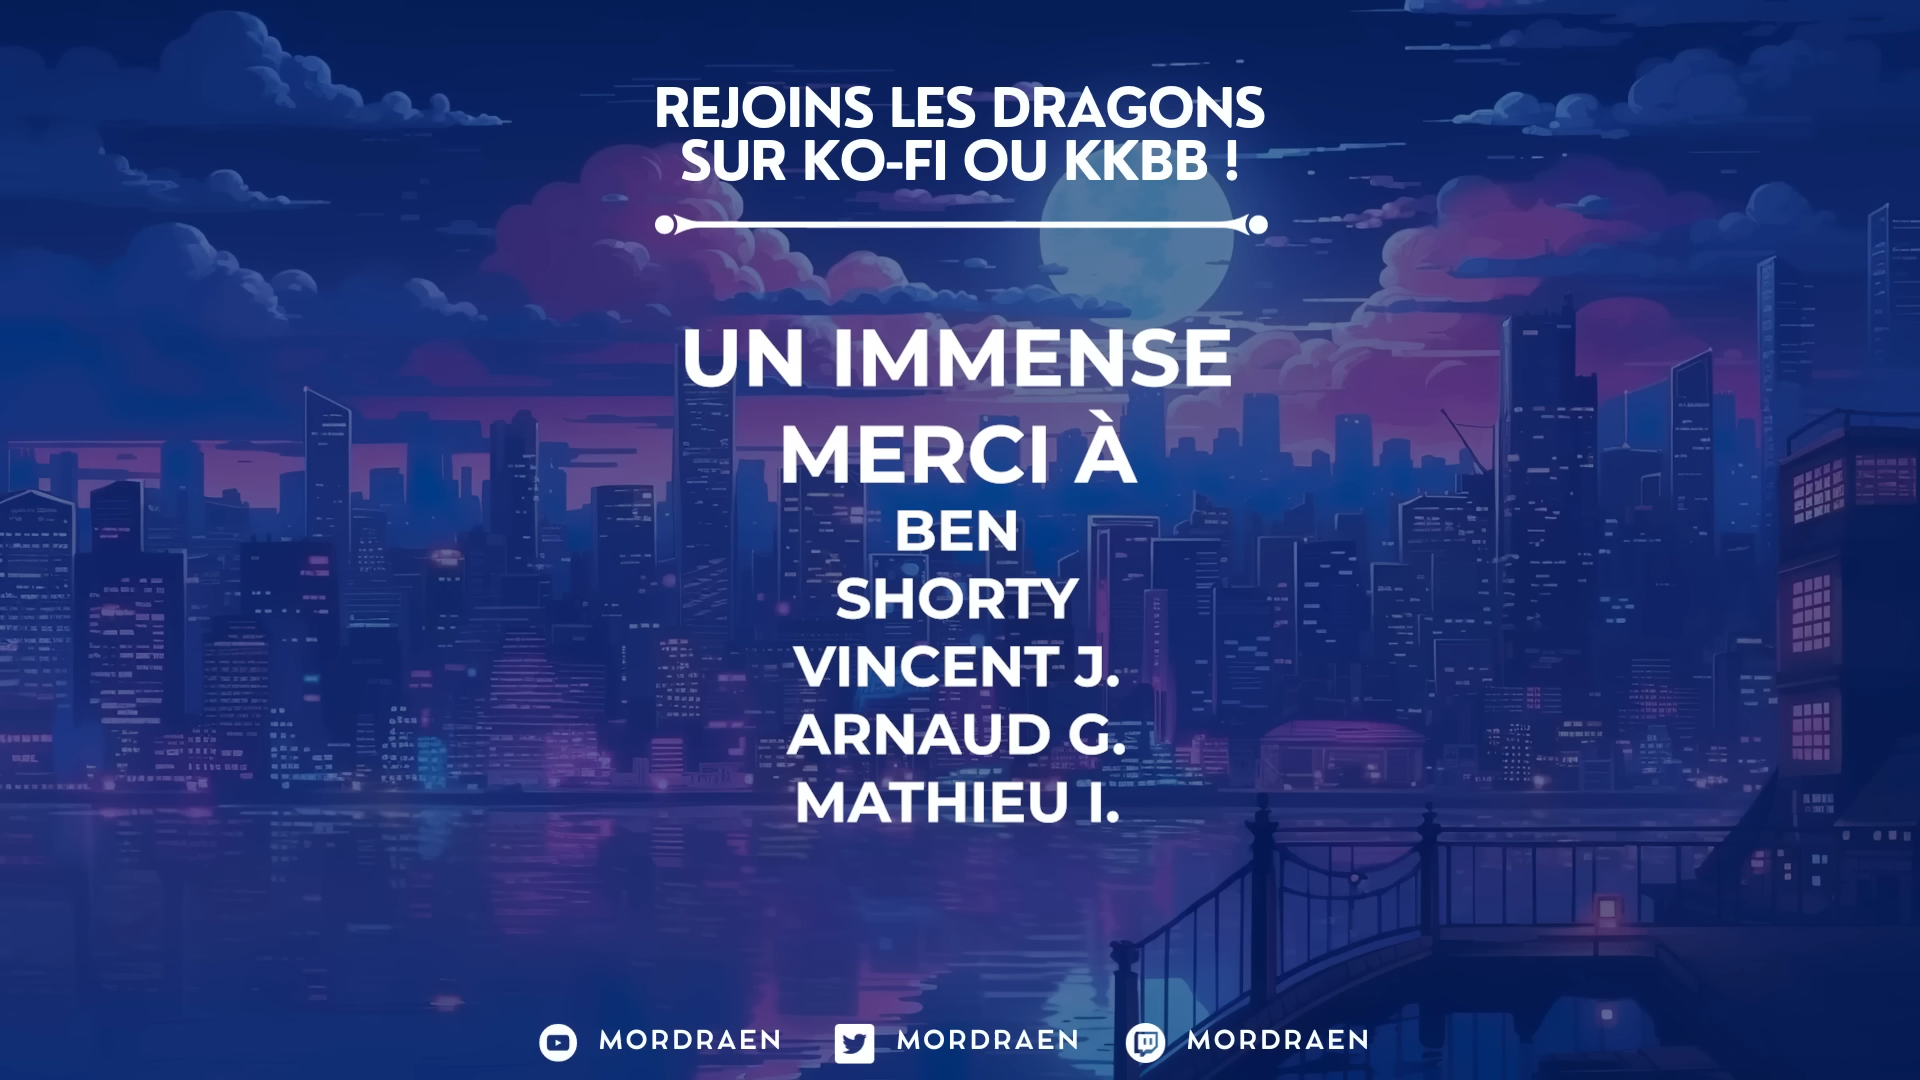 REJOINS LES DRAGONS
SUR KO-FI OU KKBB !
UN IMMENSE
MERCI À
BEN
SHORTY
VINCENT J.
ARNAUD G.
MATHIEU I.
MORDRAEN MORDRAEN MORDRAEN